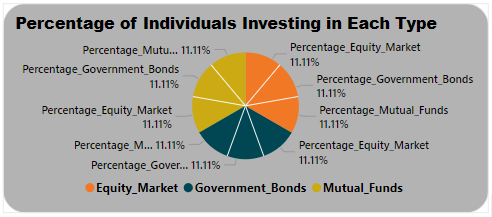 Percentage of Individuals Investing in Each Type
Percentage_Mutu... 11.11%
Percentage_Equity_Market
11.11%
Percentage_Government_Bonds
11.11%
Percentage_Government_Bonds
11.11%
Percentage_Equity_Market
11.11%
Percentage_Mutual_Funds
11.11%
Percentage_M... 11.11%
Percentage_Equity_Market
11.11%
Percentage_Gover... 11.11%
Equity_Market Government_Bonds Mutual_Funds